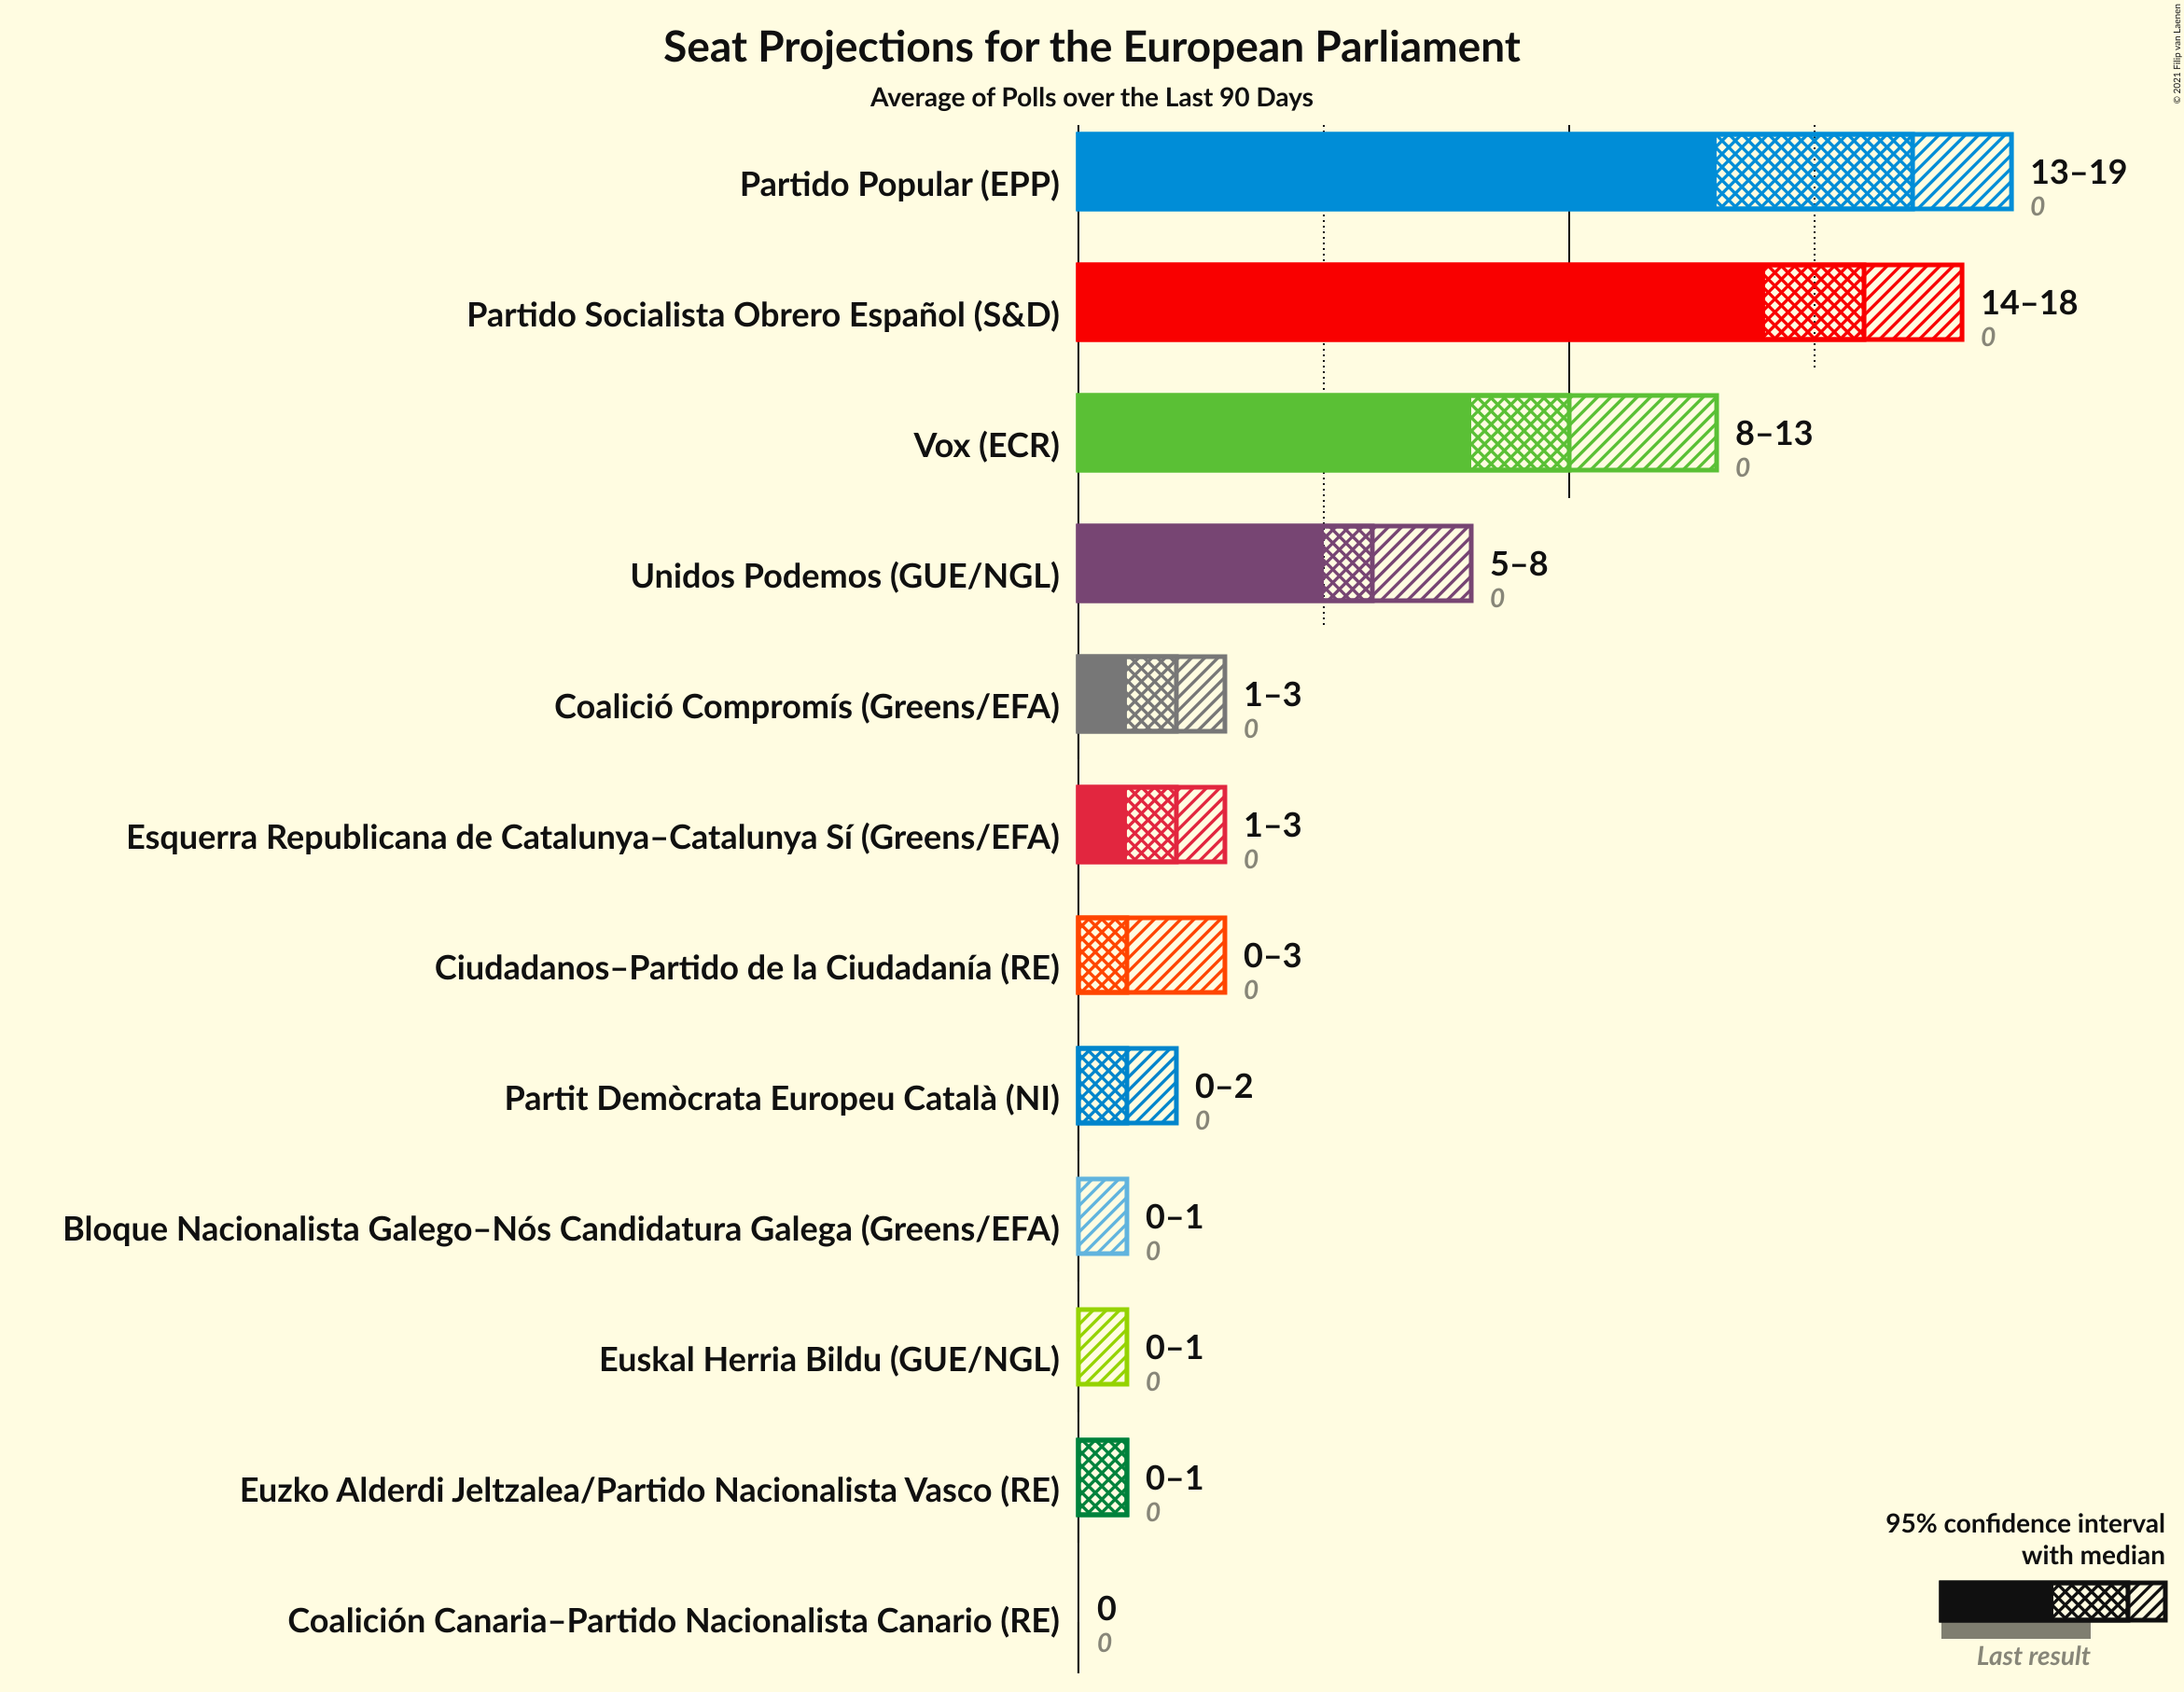 © 2021 Filip van Laenen
Seat Projections for the European Parliament
Average of Polls over the Last 90 Days
Partido Popular (EPP)
13–19
0
Partido Socialista Obrero Español (S&D)
14–18
0
Vox (ECR)
8–13
0
Unidos Podemos (GUE/NGL)
5–8
0
Coalició Compromís (Greens/EFA)
1–3
0
Esquerra Republicana de Catalunya–Catalunya Sí (Greens/EFA)
1–3
0
Ciudadanos–Partido de la Ciudadanía (RE)
0–3
0
Partit Demòcrata Europeu Català (NI)
0–2
0
Bloque Nacionalista Galego–Nós Candidatura Galega (Greens/EFA)
0–1
0
Euskal Herria Bildu (GUE/NGL)
0–1
0
Euzko Alderdi Jeltzalea/Partido Nacionalista Vasco (RE)
0–1
0
Coalición Canaria–Partido Nacionalista Canario (RE)
0
0
95% confidence interval
with median
Last result